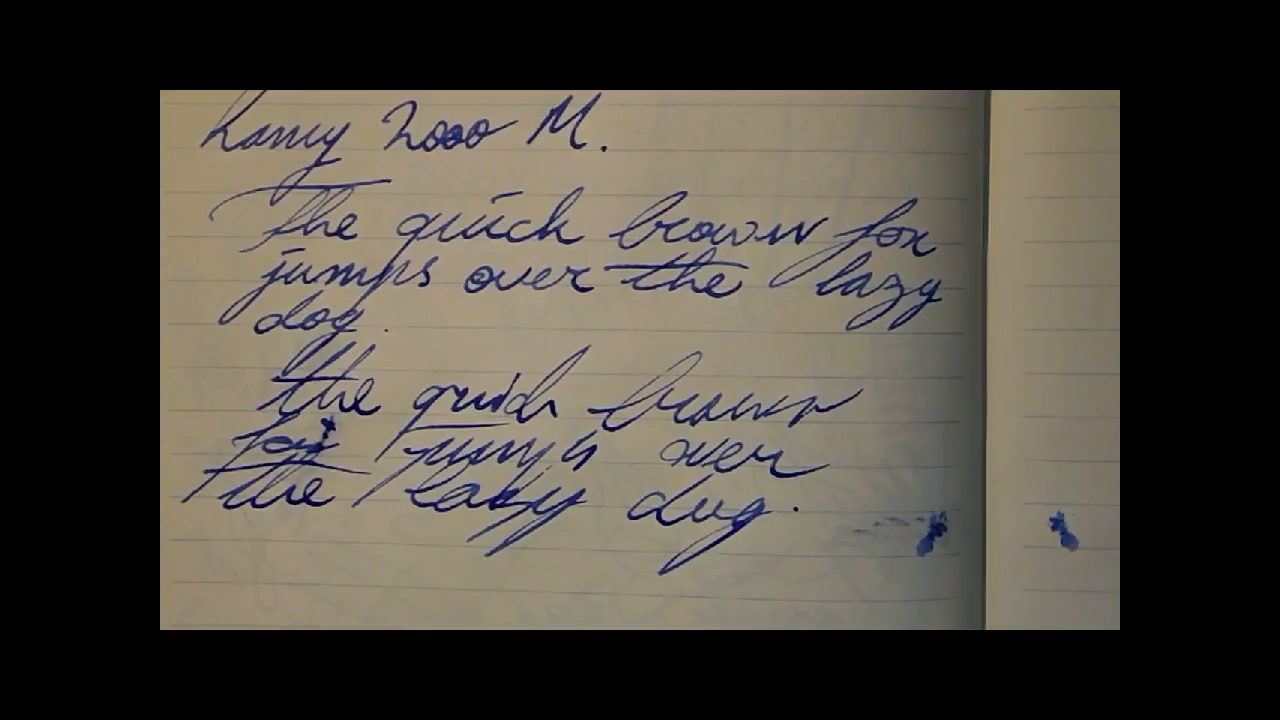 Lamy 2000 M.
The quick brown fox
jumps over the lazy
dog.
the quick brown
fox jumps over
the lazy dog.